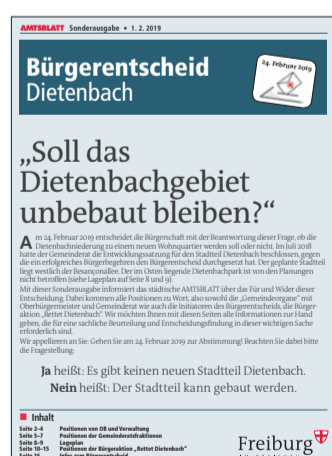 AMTSBLATT Sonderausgabe • 1. 2. 2019
Bürgerentscheid
Dietenbach
24. Februar 2019
„Soll das
Dietenbachgebiet
unbebaut bleiben?“
Am 24. Februar 2019 entscheidet die Bürgerschaft mit der Beantwortung dieser Frage, ob die
Dietenbachniederung zu einem neuen Wohnquartier werden soll oder nicht. Im Juli 2018
hatte der Gemeinderat die Entwicklungssatzung für den Stadtteil Dietenbach beschlossen, gegen
die ein erfolgreiches Bürgerbegehren den Bürgerentscheid durchgesetzt hat. Der geplante Stadtteil
liegt westlich der Besançonallee. Der im Osten liegende Dietenbachpark ist von den Planungen
nicht betroffen (siehe Lageplan auf Seite 8 und 9).
Mit dieser Sonderausgabe informiert das städtische AMTSBLATT über das Für und Wider dieser
Entscheidung. Dabei kommen alle Positionen zu Wort, also sowohl die „Gemeindeorgane“ mit
Oberbürgermeister und Gemeinderat wie auch die Initiatoren des Bürgerentscheids, die Bürger-
aktion „Rettet Dietenbach“. Wir möchten Ihnen mit diesen Seiten alle Informationen zur Hand
geben, die für eine sachliche Beurteilung und Entscheidungsfindung in dieser wichtigen Sache
erforderlich sind.
Wir appellieren an Sie: Gehen Sie am 24. Februar 2019 zur Abstimmung! Beachten Sie dabei bitte
die Fragestellung:
Ja heißt: Es gibt keinen neuen Stadtteil Dietenbach.
Nein heißt: Der Stadtteil kann gebaut werden.
Inhalt
Seite 2–4 Positionen von OB und Verwaltung
Seite 5–7 Positionen der Gemeinderatsfraktionen
Seite 8–9 Lageplan
Seite 10–15 Positionen der Bürgeraktion „Rettet Dietenbach“
Seite 16 Infos zum Bürgerentscheid
Freiburg